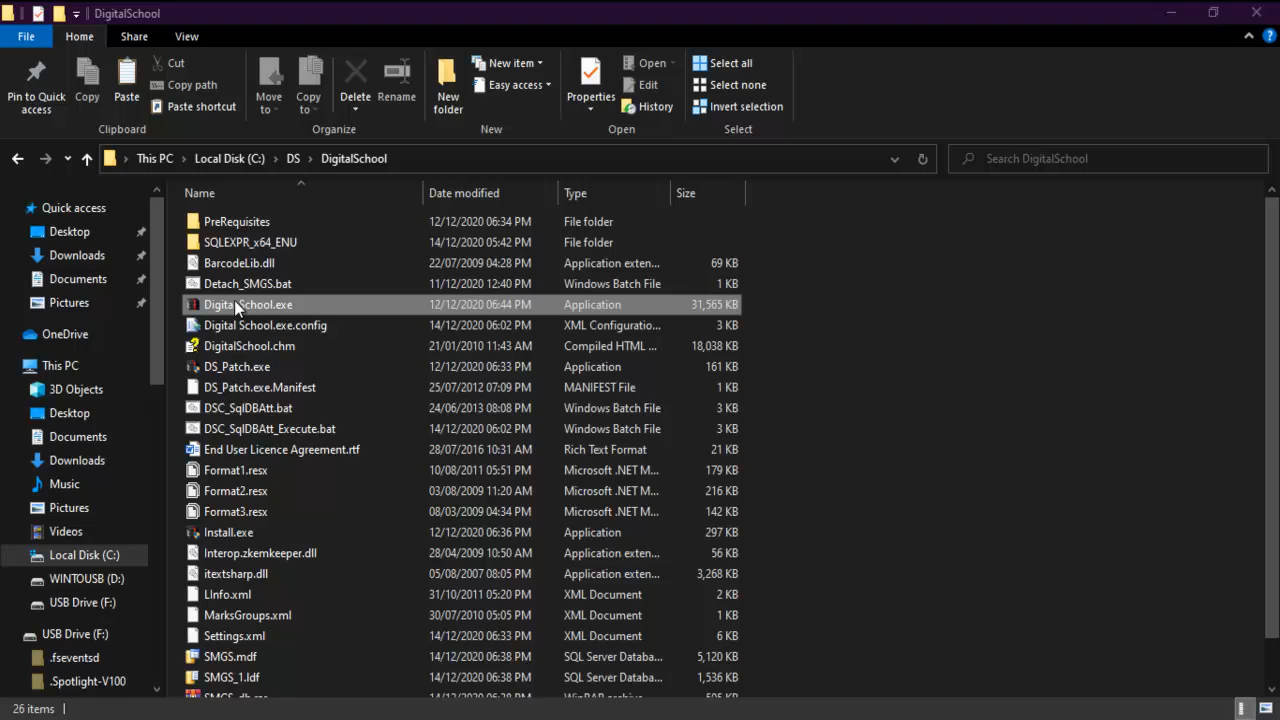 DigitalSchool
File Home Share View
Pin to Quick access
Copy
Paste
Cut
Copy path
Paste shortcut
Clipboard
Move to
Copy to
Delete
Rename
Organize
New folder
New item
Easy access
New
Properties
Open
Edit
History
Open
Select all
Select none
Invert selection
Select
This PC Local Disk (C:) DS DigitalSchool
Search DigitalSchool
Quick access
Desktop
Downloads
Documents
Pictures
OneDrive
This PC
3D Objects
Desktop
Documents
Downloads
Music
Pictures
Videos
Local Disk (C:)
WINTOUSB (D:)
USB Drive (F:)
USB Drive (F:)
.fseventsd
.Spotlight-V100
Name Date modified Type Size
PreRequisites 12/12/2020 06:34 PM File folder
SQLEXPR_x64_ENU 14/12/2020 05:42 PM File folder
BarcodeLib.dll 22/07/2009 04:28 PM Application exten... 69 KB
Detach_SMGS.bat 11/12/2020 12:40 PM Windows Batch File 1 KB
Digital School.exe 12/12/2020 06:44 PM Application 31,565 KB
Digital School.exe.config 14/12/2020 06:02 PM XML Configuratio... 3 KB
DigitalSchool.chm 21/01/2010 11:43 AM Compiled HTML ... 18,038 KB
DS_Patch.exe 12/12/2020 06:33 PM Application 161 KB
DS_Patch.exe.Manifest 25/07/2012 07:09 PM MANIFEST File 1 KB
DSC_SqlDBAtt.bat 24/06/2013 08:08 PM Windows Batch File 3 KB
DSC_SqlDBAtt_Execute.bat 14/12/2020 06:02 PM Windows Batch File 3 KB
End User Licence Agreement.rtf 28/07/2016 10:31 AM Rich Text Format 21 KB
Format1.resx 10/08/2011 05:51 PM Microsoft .NET M... 179 KB
Format2.resx 03/08/2009 11:20 AM Microsoft .NET M... 216 KB
Format3.resx 08/03/2009 04:34 PM Microsoft .NET M... 142 KB
Install.exe 12/12/2020 06:36 PM Application 297 KB
Interop.zkemkeeper.dll 28/04/2009 10:50 AM Application exten... 56 KB
itextsharp.dll 05/08/2007 08:05 PM Application exten... 3,268 KB
LInfo.xml 31/10/2011 05:20 PM XML Document 2 KB
MarksGroups.xml 30/07/2010 05:05 PM XML Document 1 KB
Settings.xml 14/12/2020 06:33 PM XML Document 6 KB
SMGS.mdf 14/12/2020 06:38 PM SQL Server Databa... 5,120 KB
SMGS_1.ldf 14/12/2020 06:38 PM SQL Server Databa... 1,536 KB
14/12/2020 06:38 PM WinRAR archive
26 items